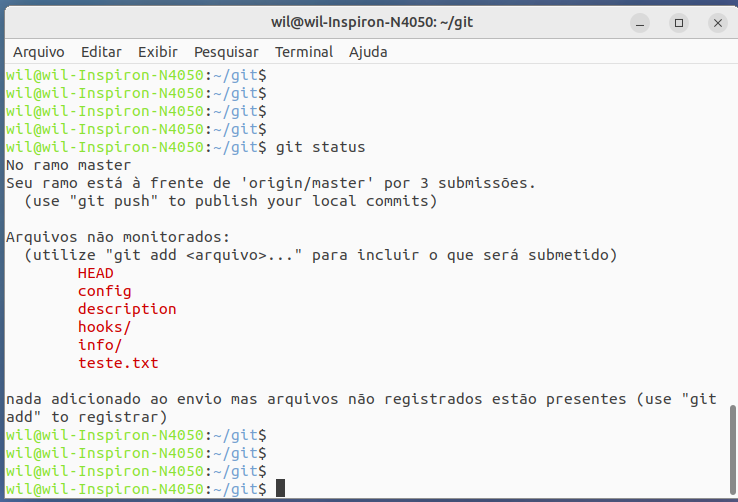 wil@wil-Inspiron-N4050: ~/git
Arquivo Editar Exibir Pesquisar Terminal Ajuda
wil@wil-Inspiron-N4050:~/git$
wil@wil-Inspiron-N4050:~/git$
wil@wil-Inspiron-N4050:~/git$
wil@wil-Inspiron-N4050:~/git$
wil@wil-Inspiron-N4050:~/git$ git status
No ramo master
Seu ramo está à frente de 'origin/master' por 3 submissões.
  (use "git push" to publish your local commits)

Arquivos não monitorados:
  (utilize "git add <arquivo>..." para incluir o que será submetido)
        HEAD
        config
        description
        hooks/
        info/
        teste.txt

nada adicionado ao envio mas arquivos não registrados estão presentes (use "git
add" to registrar)
wil@wil-Inspiron-N4050:~/git$
wil@wil-Inspiron-N4050:~/git$
wil@wil-Inspiron-N4050:~/git$
wil@wil-Inspiron-N4050:~/git$